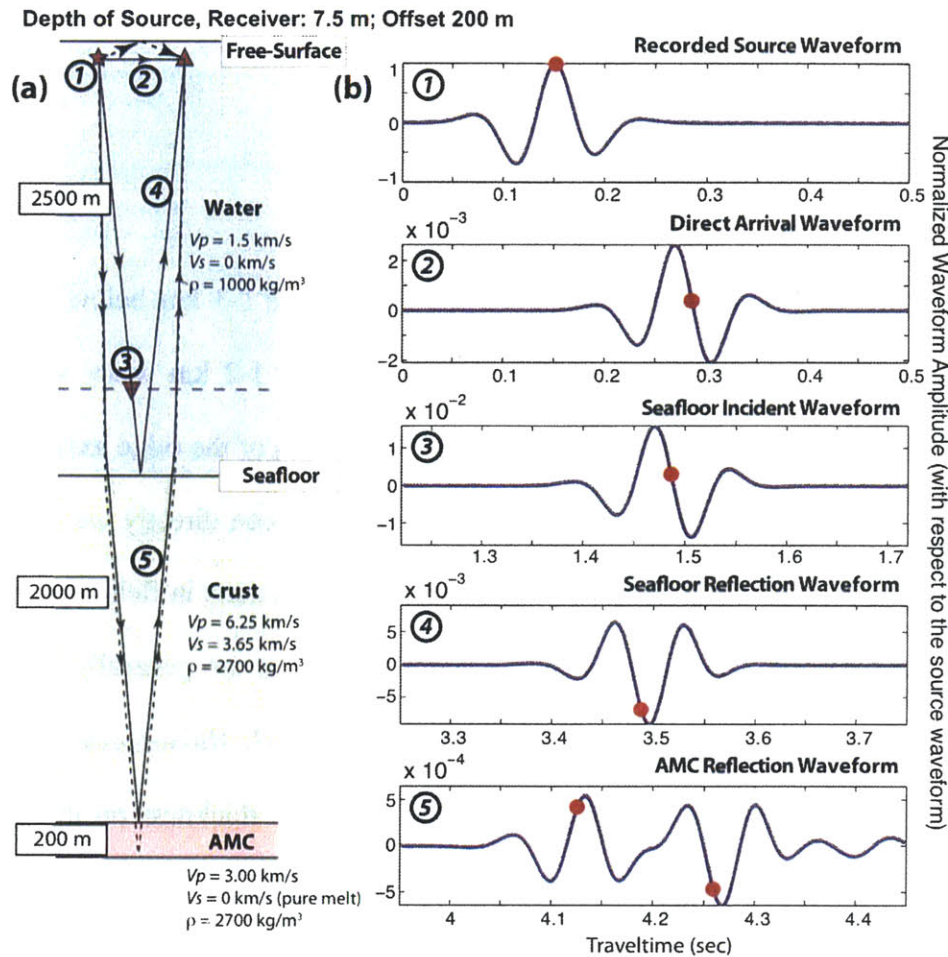 Depth of Source, Receiver: 7.5 m; Offset 200 m
Free-Surface
(a)
1
2
3
4
5
2500 m
Water
Vp = 1.5 km/s
Vs = 0 km/s
ρ = 1000 kg/m³
Seafloor
2000 m
Crust
Vp = 6.25 km/s
Vs = 3.65 km/s
ρ = 2700 kg/m³
200 m
AMC
Vp = 3.00 km/s
Vs = 0 km/s (pure melt)
ρ = 2700 kg/m³
(b)
Recorded Source Waveform
1
1
0
−1
0 0.1 0.2 0.3 0.4 0.5
Direct Arrival Waveform
x 10⁻³
2
2
0
−2
0 0.1 0.2 0.3 0.4 0.5
Seafloor Incident Waveform
x 10⁻²
3
1
0
−1
1.3 1.4 1.5 1.6 1.7
Seafloor Reflection Waveform
x 10⁻³
4
5
0
−5
3.3 3.4 3.5 3.6 3.7
AMC Reflection Waveform
x 10⁻⁴
5
5
0
−5
4 4.1 4.2 4.3 4.4
Traveltime (sec)
Normalized Waveform Amplitude (with respect to the source waveform)